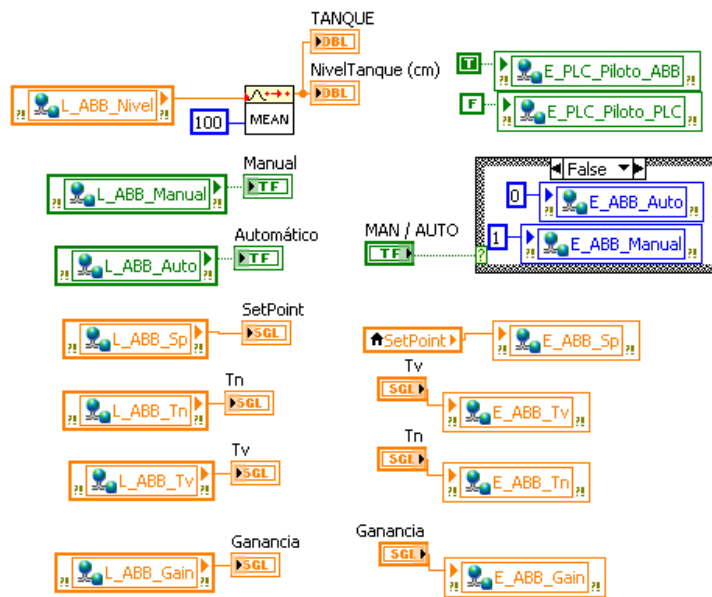 TANQUE
DBL
NivelTanque (cm)
DBL
L_ABB_Nivel
?!
?!
100
MEAN
T
E_PLC_Piloto_ABB
?!
?!
F
E_PLC_Piloto_PLC
?!
?!
Manual
L_ABB_Manual
?!
?!
TF
Automático
L_ABB_Auto
?!
?!
TF
False
0
E_ABB_Auto
?!
?!
MAN / AUTO
TF
?
1
E_ABB_Manual
?!
?!
SetPoint
L_ABB_Sp
?!
?!
SGL
SetPoint
E_ABB_Sp
?!
?!
Tn
L_ABB_Tn
?!
?!
SGL
Tv
SGL
E_ABB_Tv
?!
?!
Tv
L_ABB_Tv
?!
?!
SGL
Tn
SGL
E_ABB_Tn
?!
?!
Ganancia
L_ABB_Gain
?!
?!
SGL
Ganancia
SGL
E_ABB_Gain
?!
?!